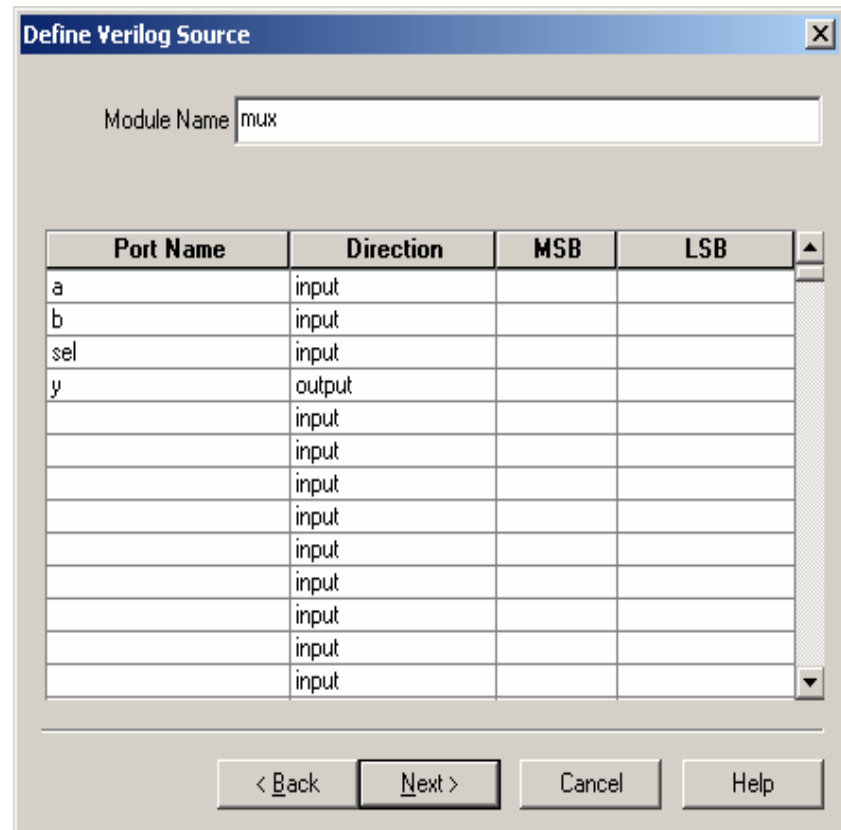 Define Verilog Source
Module Name mux
Port Name Direction MSB LSB
a input
b input
sel input
y output
input
input
input
input
input
input
input
input
input
< Back Next > Cancel Help